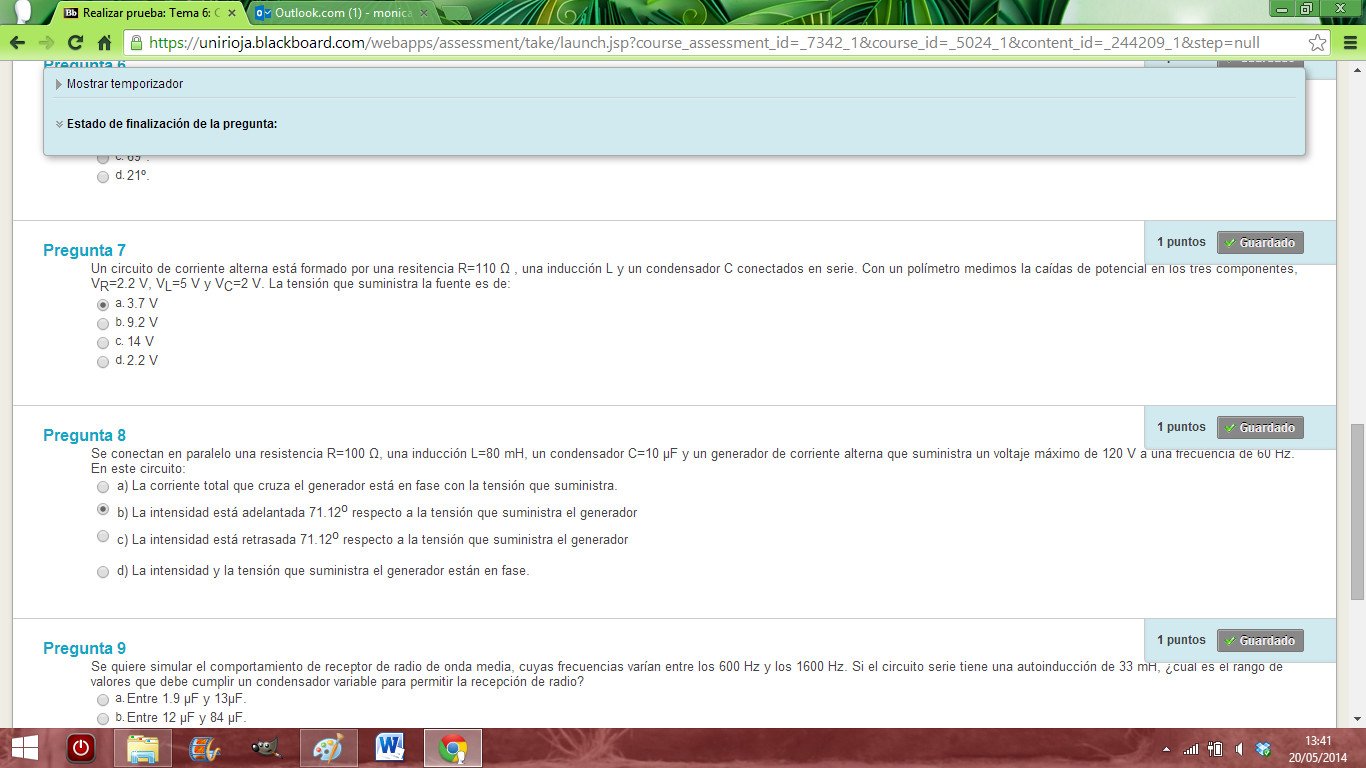 Realizar prueba: Tema 6: C
Outlook.com (1) - monica
https://unirioja.blackboard.com/webapps/assessment/take/launch.jsp?course_assessment_id=_7342_1&course_id=_5024_1&content_id=_244209_1&step=null
Pregunta 6
Guardado
Mostrar temporizador
Estado de finalización de la pregunta:
c. 69º.
d. 21º.
Pregunta 7
1 puntos
Guardado
Un circuito de corriente alterna está formado por una resitencia R=110 Ω , una inducción L y un condensador C conectados en serie. Con un polímetro medimos la caídas de potencial en los tres componentes,
VR=2.2 V, VL=5 V y VC=2 V. La tensión que suministra la fuente es de:
a. 3.7 V
b. 9.2 V
c. 14 V
d. 2.2 V
Pregunta 8
1 puntos
Guardado
Se conectan en paralelo una resistencia R=100 Ω, una inducción L=80 mH, un condensador C=10 µF y un generador de corriente alterna que suministra un voltaje máximo de 120 V a una frecuencia de 60 Hz.
En este circuito:
a) La corriente total que cruza el generador está en fase con la tensión que suministra.
b) La intensidad está adelantada 71.12º respecto a la tensión que suministra el generador
c) La intensidad está retrasada 71.12º respecto a la tensión que suministra el generador
d) La intensidad y la tensión que suministra el generador están en fase.
Pregunta 9
1 puntos
Guardado
Se quiere simular el comportamiento de receptor de radio de onda media, cuyas frecuencias varían entre los 600 Hz y los 1600 Hz. Si el circuito serie tiene una autoinducción de 33 mH, ¿cuál es el rango de
valores que debe cumplir un condensador variable para permitir la recepción de radio?
a. Entre 1.9 µF y 13µF.
b. Entre 12 µF y 84 µF.
13:41
20/05/2014